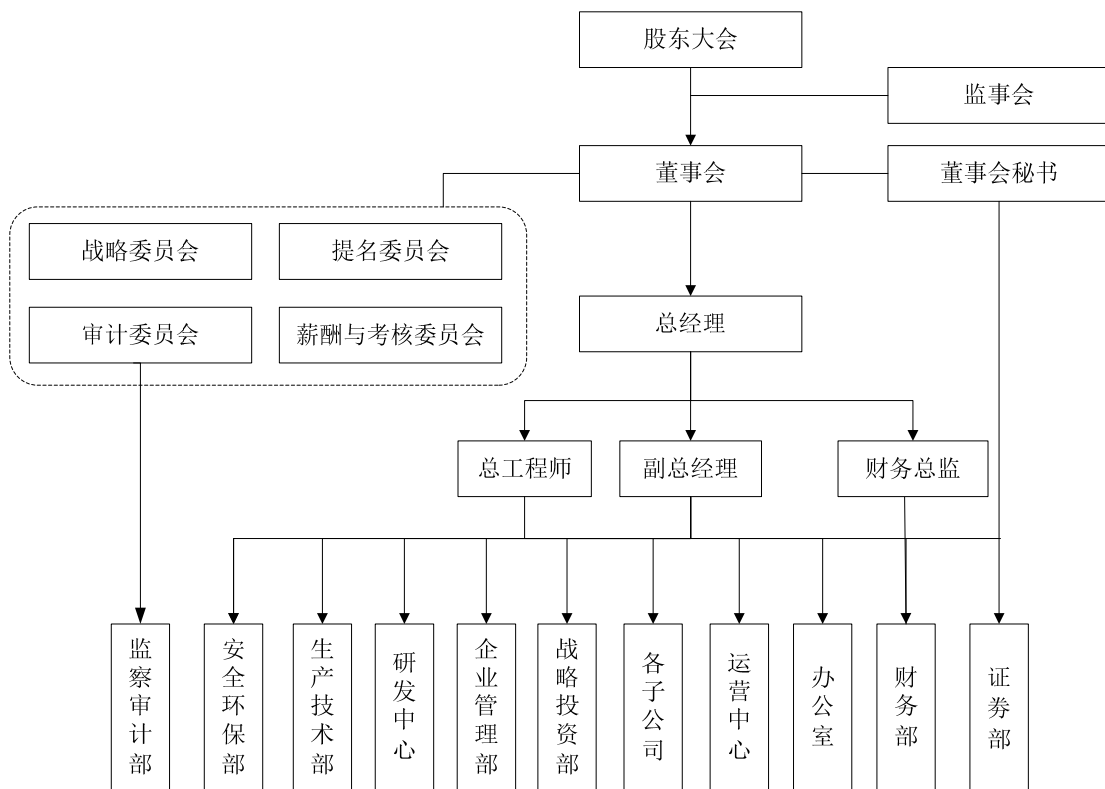 股东大会
监事会
董事会
董事会秘书
战略委员会
提名委员会
总经理
审计委员会
薪酬与考核委员会
总工程师
副总经理
财务总监
监察审计部
安全环保部
生产技术部
研发中心
企业管理部
战略投资部
各子公司
运营中心
办公室
财务部
证券部